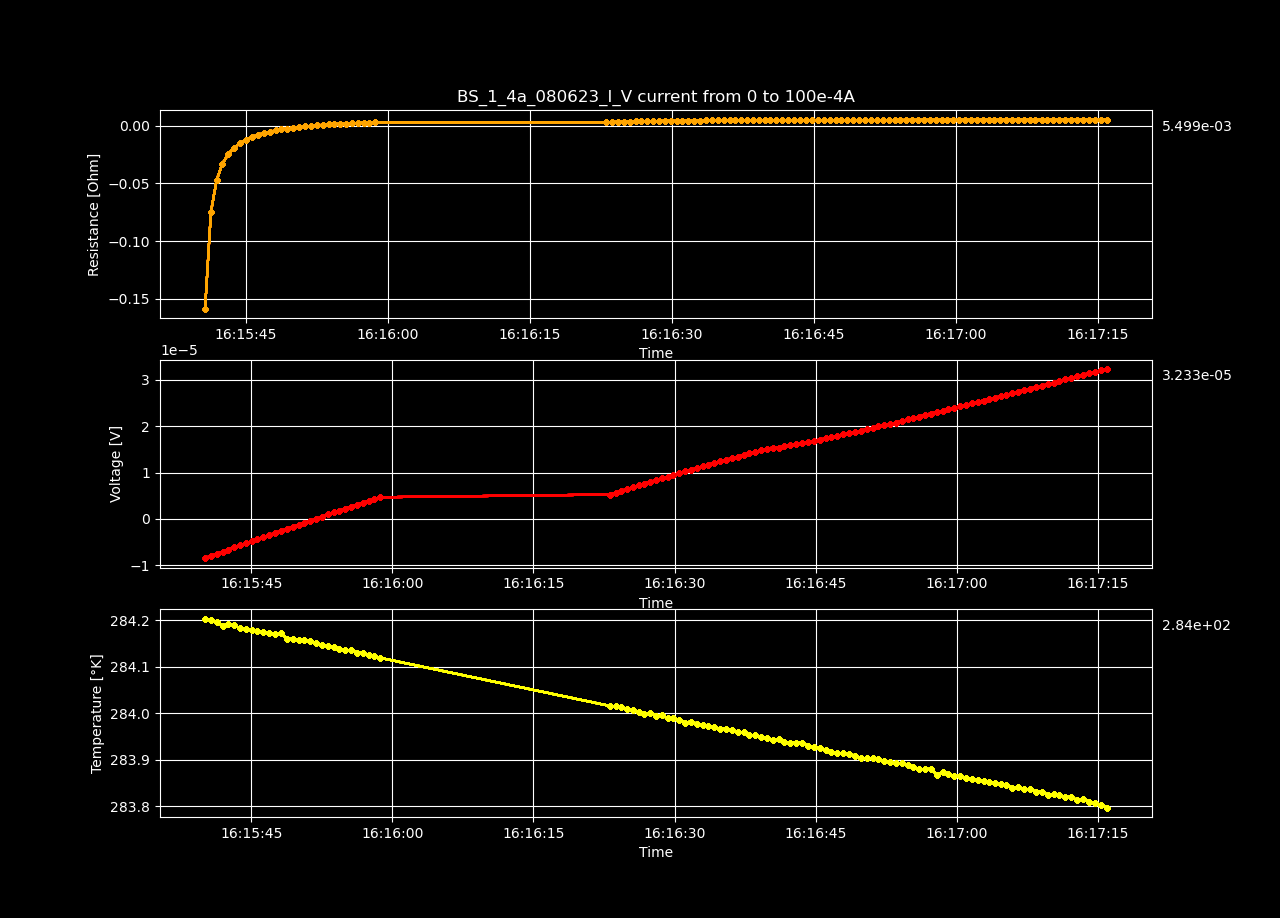 BS_1_4a_080623_I_V current from 0 to 100e-4A
0.00
−0.05
−0.10
−0.15
Resistance [Ohm]
5.499e-03
16:15:45 16:16:00 16:16:15 16:16:30 16:16:45 16:17:00 16:17:15
Time
1e−5
3
2
1
0
−1
Voltage [V]
3.233e-05
16:15:45 16:16:00 16:16:15 16:16:30 16:16:45 16:17:00 16:17:15
Time
284.2
284.1
284.0
283.9
283.8
Temperature [°K]
2.84e+02
16:15:45 16:16:00 16:16:15 16:16:30 16:16:45 16:17:00 16:17:15
Time